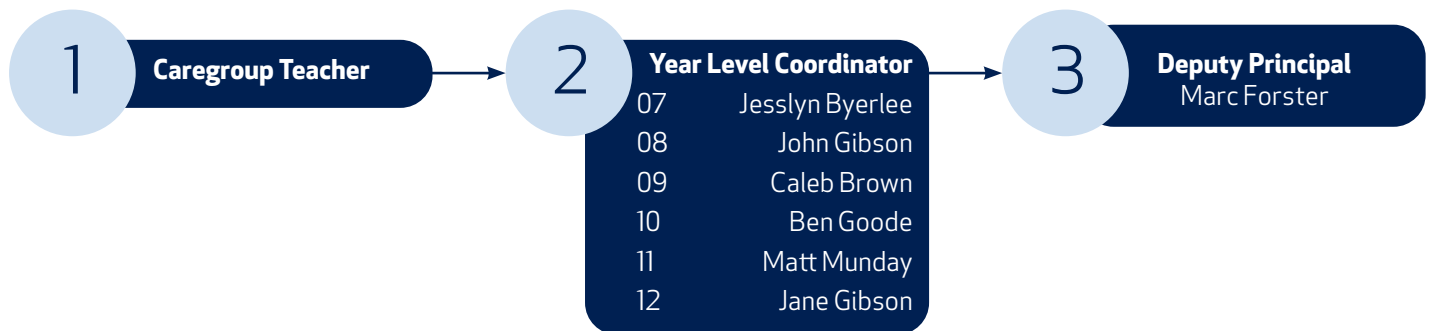 1
Caregroup Teacher
2
Year Level Coordinator
07 Jesslyn Byerlee
08 John Gibson
09 Caleb Brown
10 Ben Goode
11 Matt Munday
12 Jane Gibson
3
Deputy Principal
Marc Forster